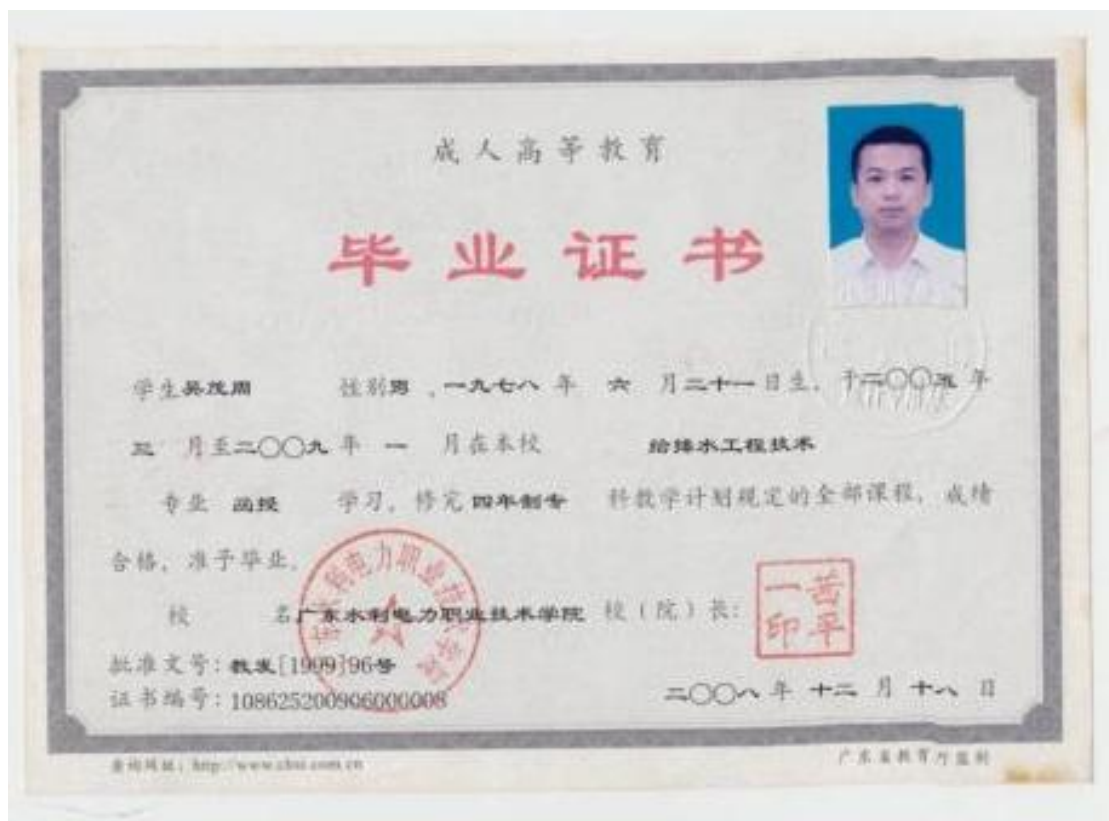 成人高等教育
毕业证书
学生吴茂周 性别男，一九七八年 六 月二十一日生，于二〇〇五年
三 月至二〇〇九年 一 月在本校 给排水工程技术
专业 函授 学习，修完四年制专 科教学计划规定的全部课程，成绩
合格，准予毕业。
校 名广东水利电力职业技术学院 校（院）长：
一茜
印平
批准文号：教发[1999]96号
证书编号：108625200906000008
二〇〇八年 十二 月 十八 日
查询网址：http://www.chsi.com.cn
广东省教育厅监制